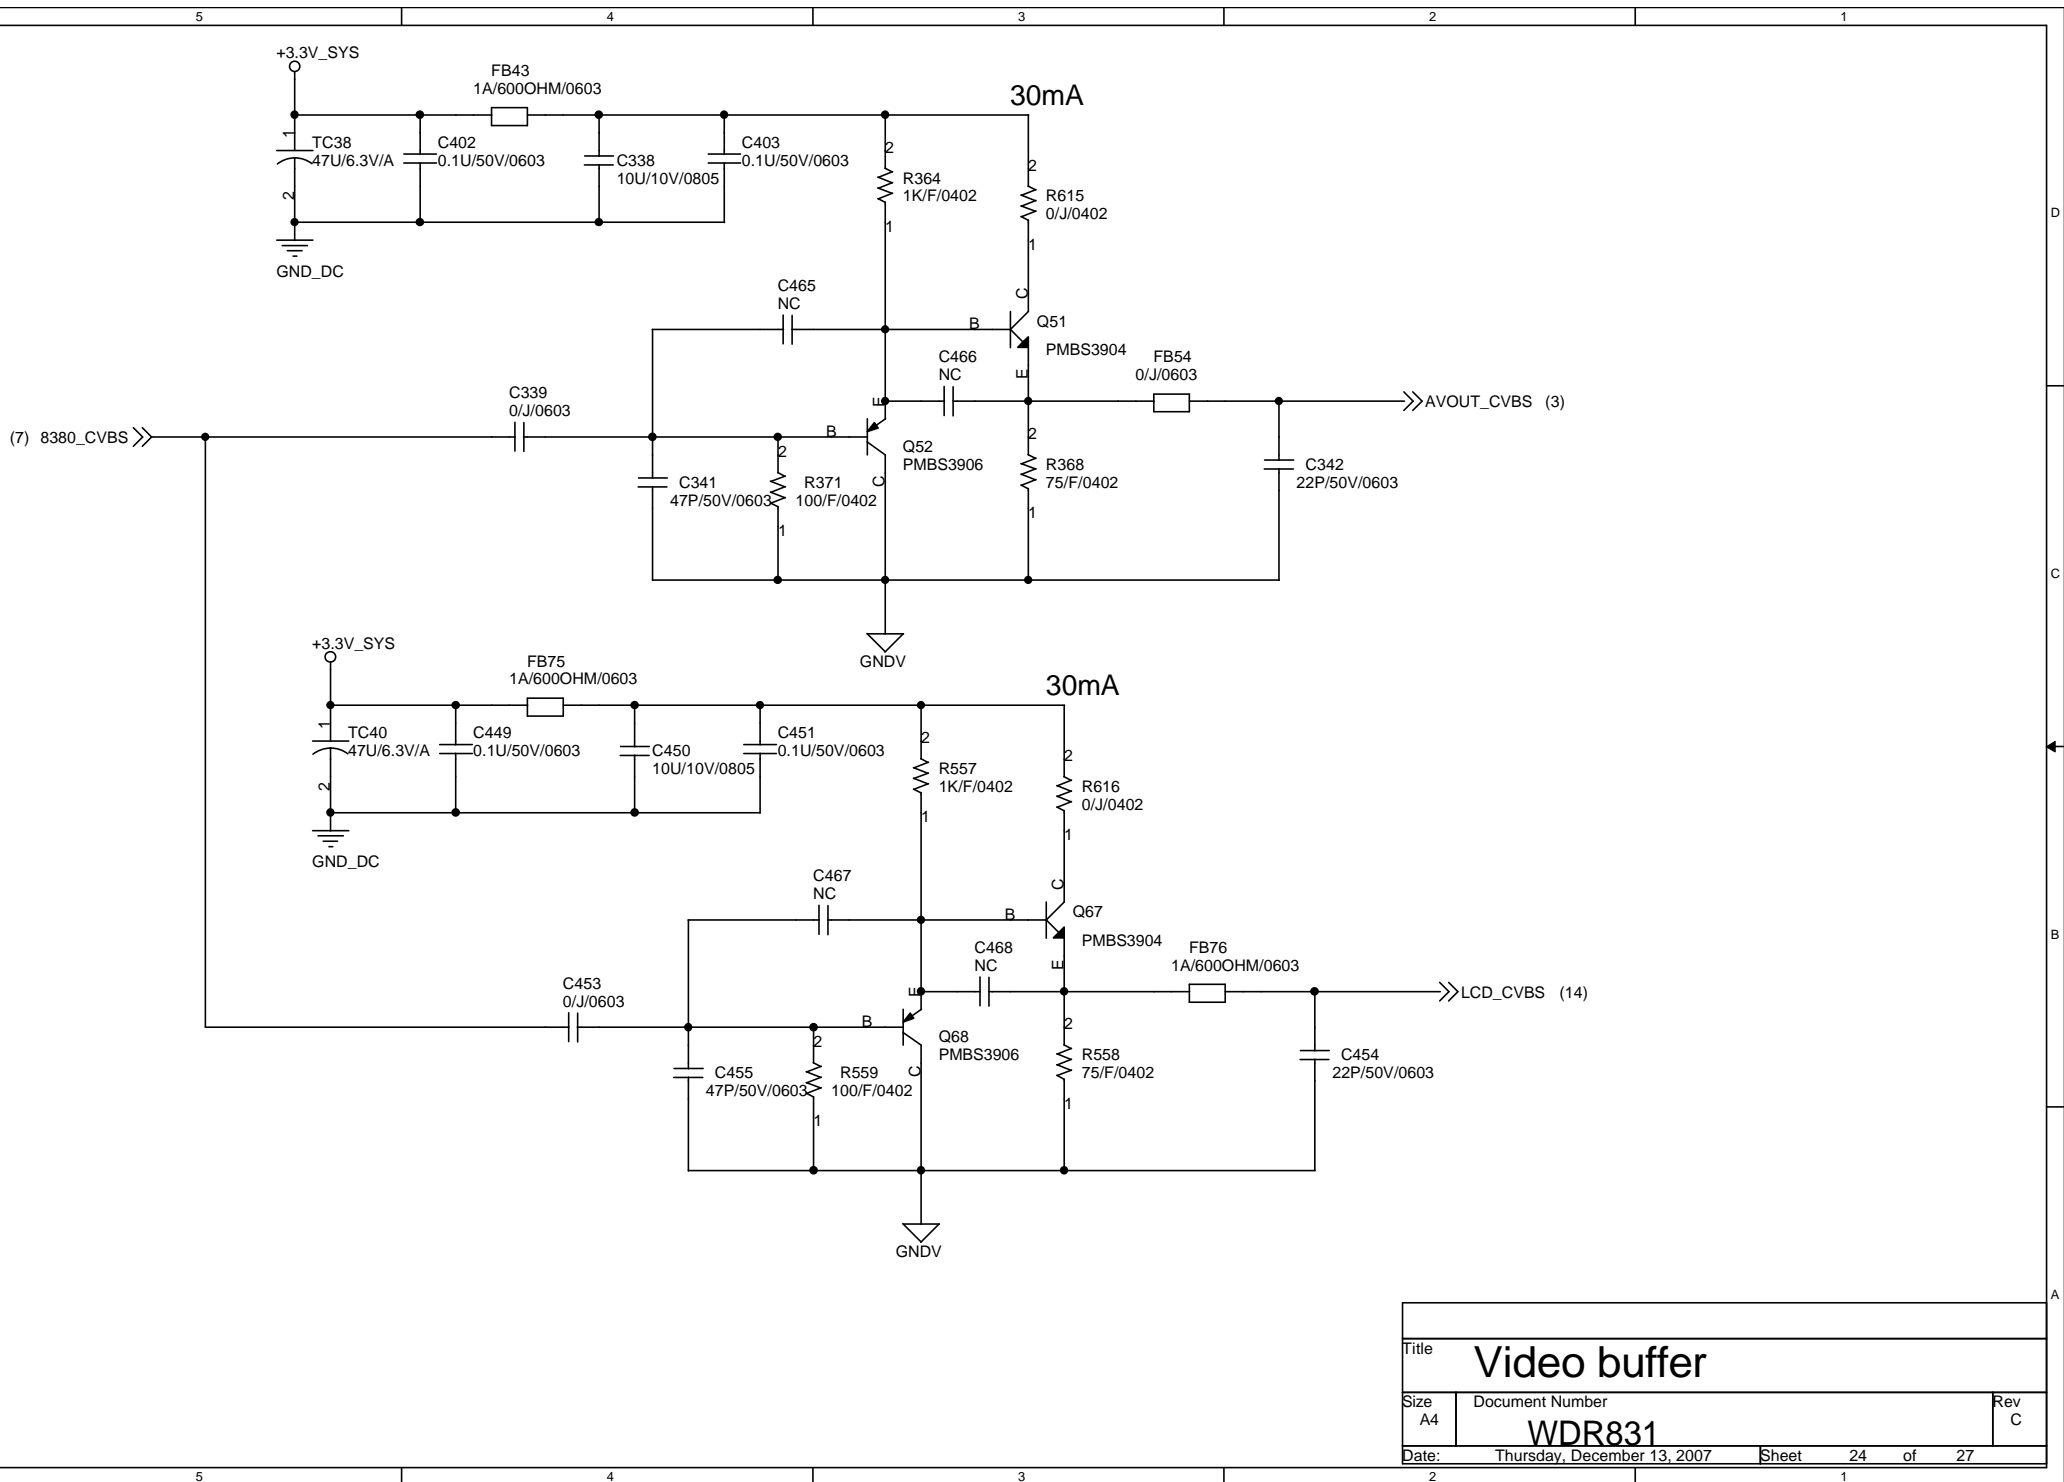 5 4 3 2 1
+3.3V_SYS
FB43
1A/600OHM/0603
30mA
TC38
47U/6.3V/A
1
2
C402
0.1U/50V/0603
C338
10U/10V/0805
C403
0.1U/50V/0603
2
R364
1K/F/0402
1
2
R615
0/J/0402
1
D
GND_DC
C465
NC
C
B
Q51
PMBS3904
E
C466
NC
FB54
0/J/0603
AVOUT_CVBS (3)
C339
0/J/0603
(7) 8380_CVBS
E
B
Q52
PMBS3906
C
C341
47P/50V/0603
2
R371
100/F/0402
1
2
R368
75/F/0402
1
C342
22P/50V/0603
C
GNDV
+3.3V_SYS
FB75
1A/600OHM/0603
30mA
TC40
47U/6.3V/A
1
2
C449
0.1U/50V/0603
C450
10U/10V/0805
C451
0.1U/50V/0603
2
R557
1K/F/0402
1
2
R616
0/J/0402
1
GND_DC
C467
NC
C
B
Q67
PMBS3904
E
B
C468
NC
FB76
1A/600OHM/0603
LCD_CVBS (14)
C453
0/J/0603
E
B
Q68
PMBS3906
C
C455
47P/50V/0603
2
R559
100/F/0402
1
2
R558
75/F/0402
1
C454
22P/50V/0603
GNDV
A
Title
Video buffer
Size
A4
Document Number
WDR831
Rev
C
Date: Thursday, December 13, 2007 Sheet 24 of 27
5 4 3 2 1